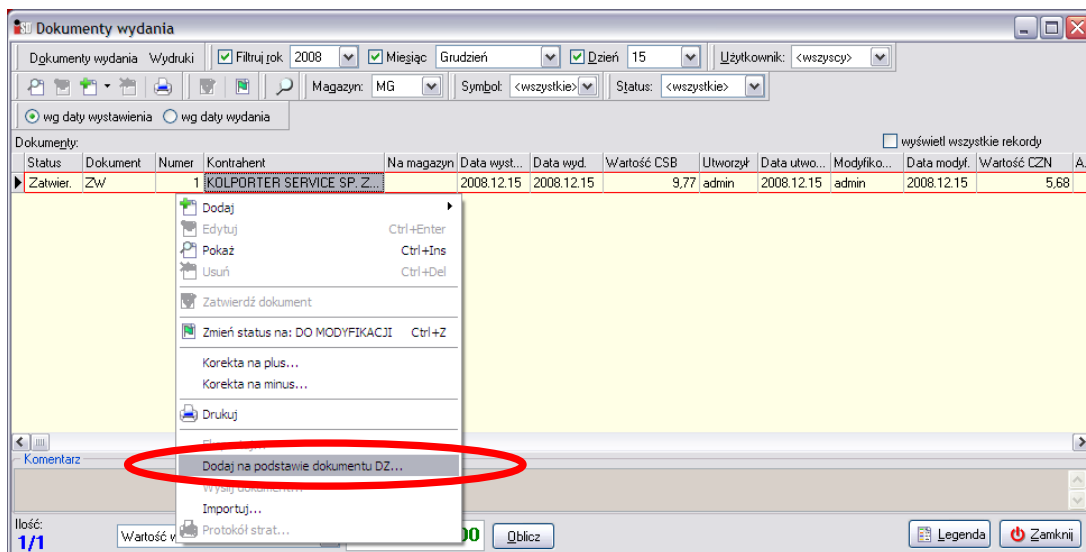 Dokumenty wydania
Dokumenty wydania Wydruki Filtruj rok 2008 Miesiąc Grudzień Dzień 15 Użytkownik: <wszyscy>
Magazyn: MG Symbol: <wszystkie> Status: <wszystkie>
wg daty wystawienia wg daty wydania
Dokumenty: wyświetl wszystkie rekordy
Status Dokument Numer Kontrahent Na magazyn Data wyst... Data wyd. Wartość CSB Utworzył Data utwo... Modyfiko... Data modyf. Wartość CZN A.
Zatwier. ZW 1 KOLPORTER SERVICE SP. Z... 2008.12.15 2008.12.15 9,77 admin 2008.12.15 admin 2008.12.15 5,68
Dodaj
Edytuj Ctrl+Enter
Pokaż Ctrl+Ins
Usuń Ctrl+Del
Zatwierdź dokument
Zmień status na: DO MODYFIKACJI Ctrl+Z
Korekta na plus...
Korekta na minus...
Drukuj
Komentarz
Dodaj na podstawie dokumentu DZ...
Wyślij dokument...
Importuj...
Protokół strat...
Ilość:
1/1 Wartość 00 Oblicz Legenda Zamknij